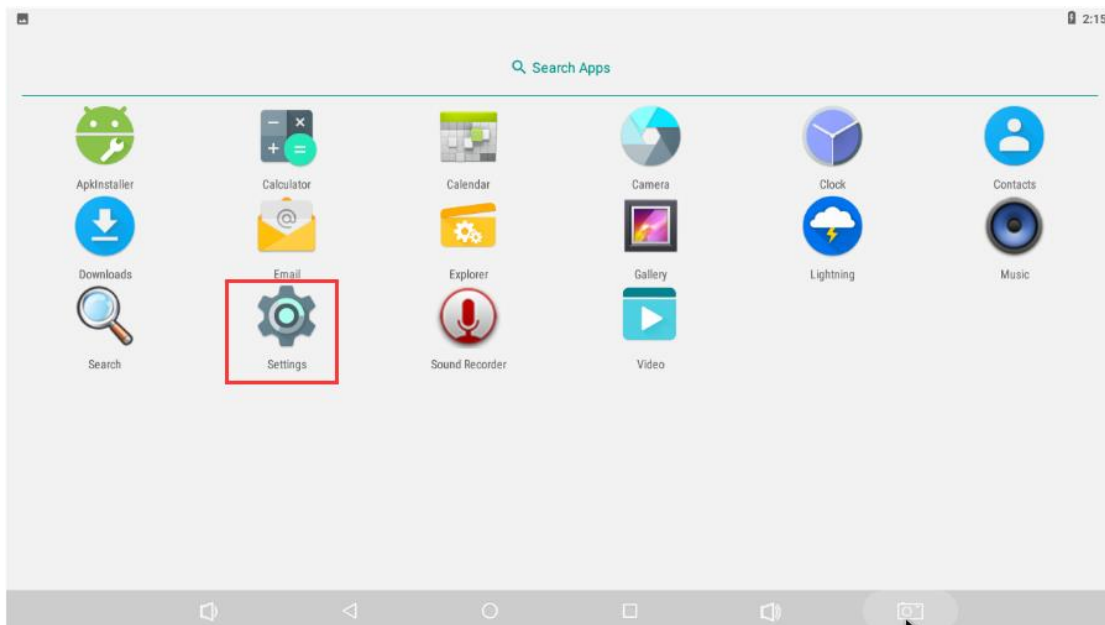 2:15
Search Apps
ApkInstaller Calculator Calendar Camera Clock Contacts
Downloads Email Explorer Gallery Lightning Music
Search Settings Sound Recorder Video